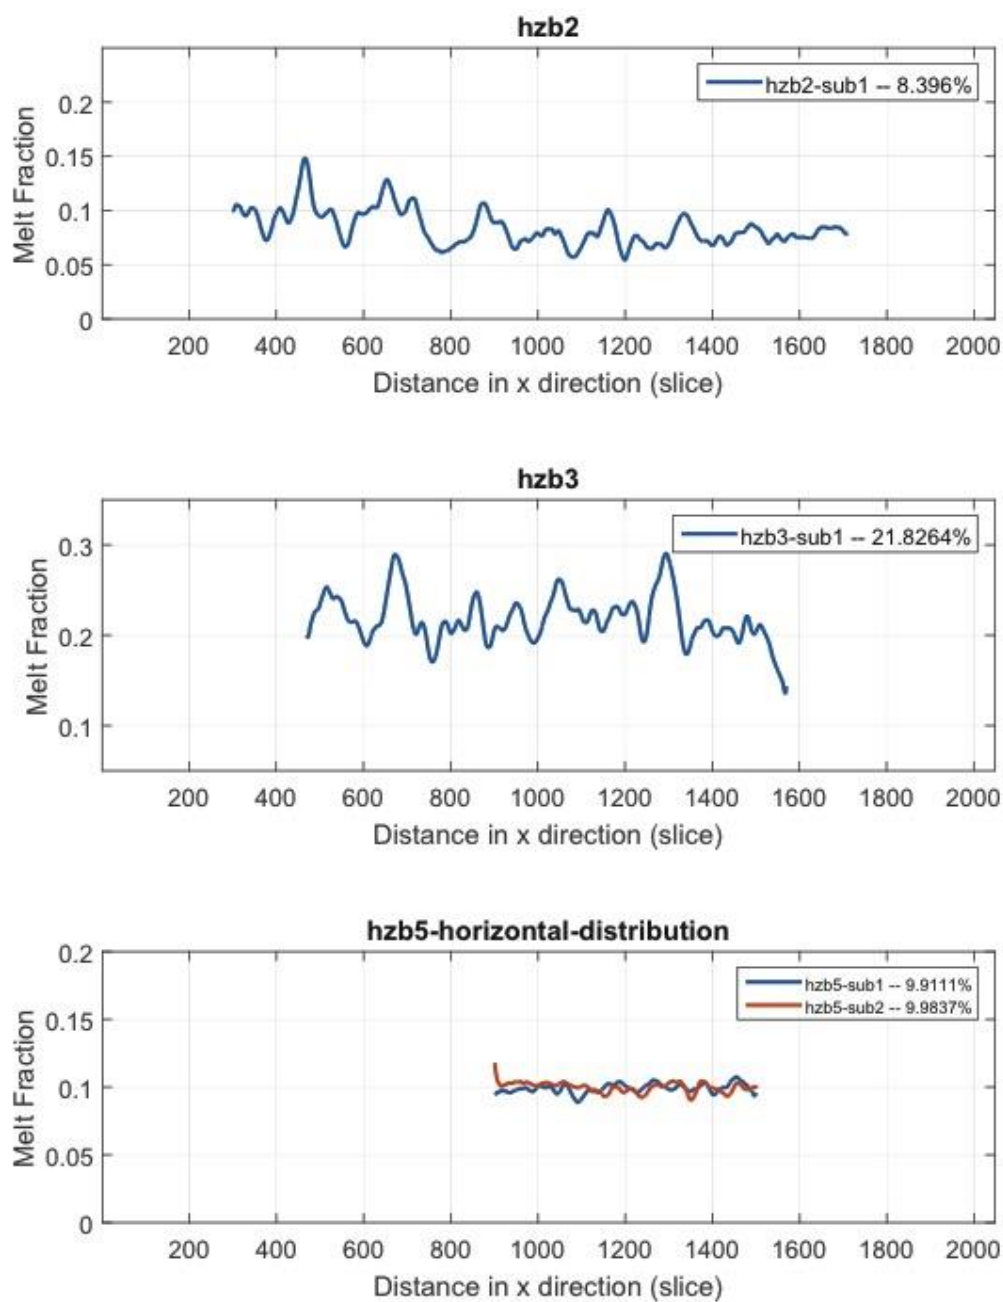 hzb2
hzb2-sub1 -- 8.396%
0.2
0.15
0.1
0.05
0
Melt Fraction
200 400 600 800 1000 1200 1400 1600 1800 2000
Distance in x direction (slice)
hzb3
hzb3-sub1 -- 21.8264%
0.3
0.2
0.1
Melt Fraction
200 400 600 800 1000 1200 1400 1600 1800 2000
Distance in x direction (slice)
hzb5-horizontal-distribution
hzb5-sub1 -- 9.9111%
hzb5-sub2 -- 9.9837%
0.2
0.15
0.1
0.05
0
Melt Fraction
200 400 600 800 1000 1200 1400 1600 1800 2000
Distance in x direction (slice)